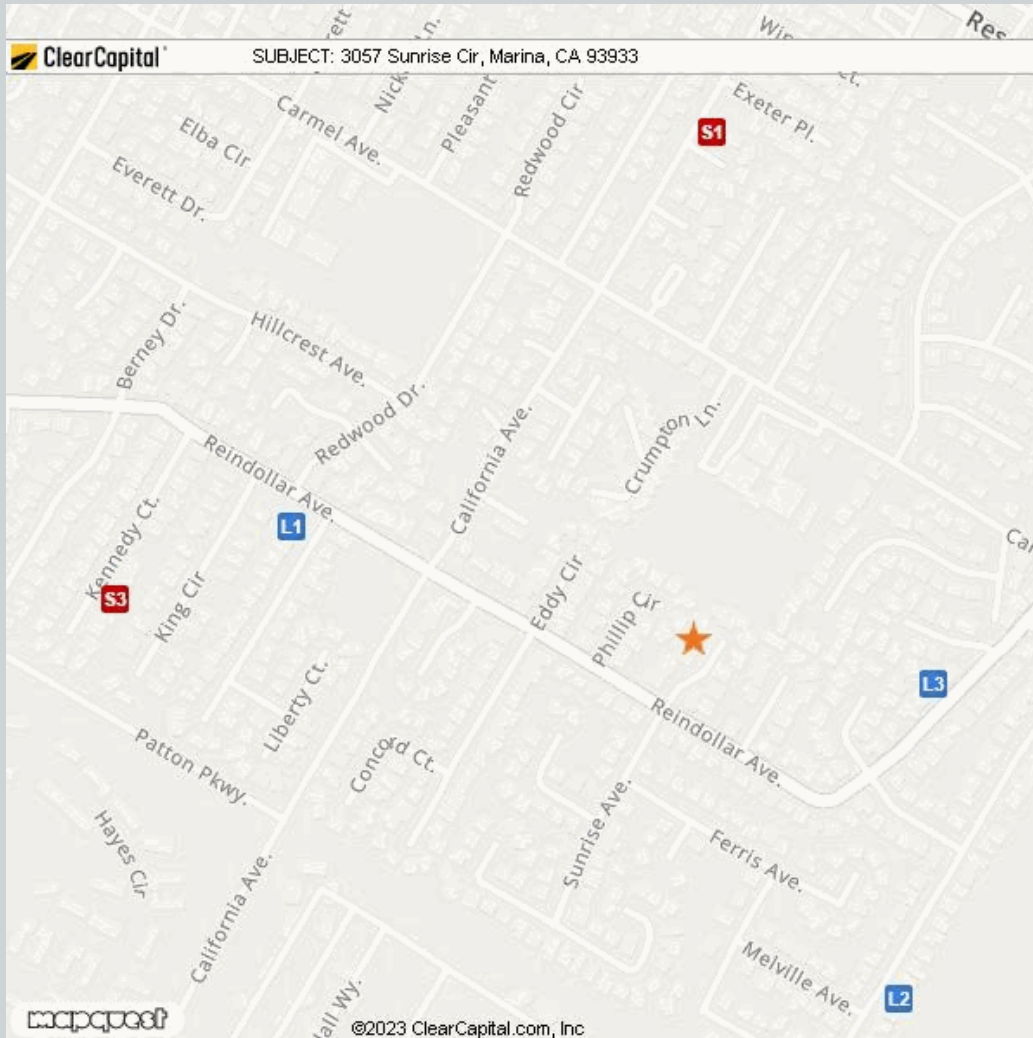 Res
ClearCapital
SUBJECT: 3057 Sunrise Cir, Marina, CA 93933
Carmel Ave.
Pleasant
Redwood Cir
Exeter Pl.
S1
Elba Cir
Everett Dr.
Berney Dr.
Hillcrest Ave.
Redwood Dr.
California Ave.
Crumpton Ln.
Reindollar Ave.
L1
Kennedy Ct.
S3
King Cir
Eddy Cir
Phillip Cir
L3
Liberty Ct.
Concord Ct.
Reindollar Ave.
Patton Pkwy.
Hayes Cir
California Ave.
Sunrise Ave.
Ferris Ave.
Melville Ave.
L2
mapquest
©2023 ClearCapital.com, Inc